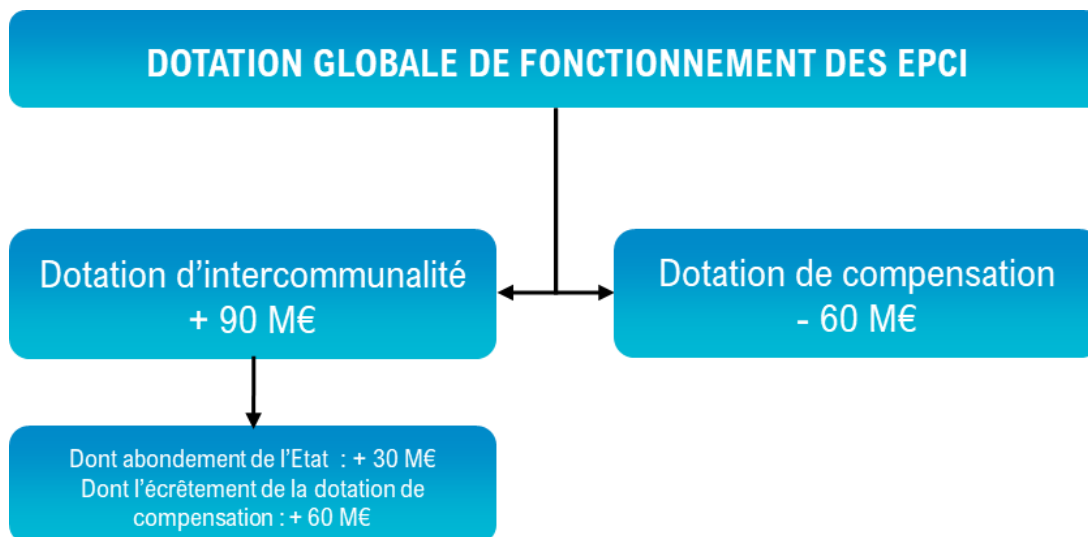 DOTATION GLOBALE DE FONCTIONNEMENT DES EPCI
Dotation d’intercommunalité
+ 90 M€
Dotation de compensation
- 60 M€
Dont abondement de l’Etat : + 30 M€
Dont l’écrêtement de la dotation de
compensation : + 60 M€